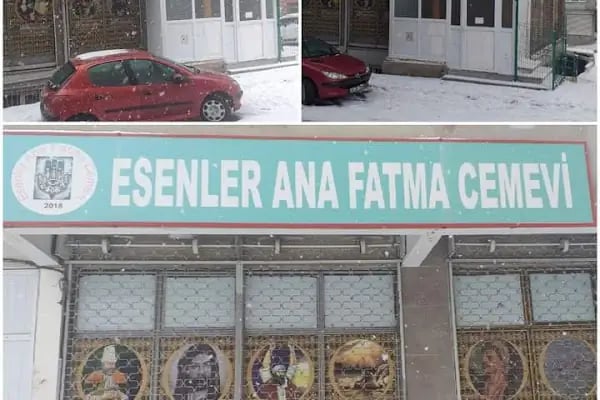 ESENLER ANA FATMA CEMEVİ
2018